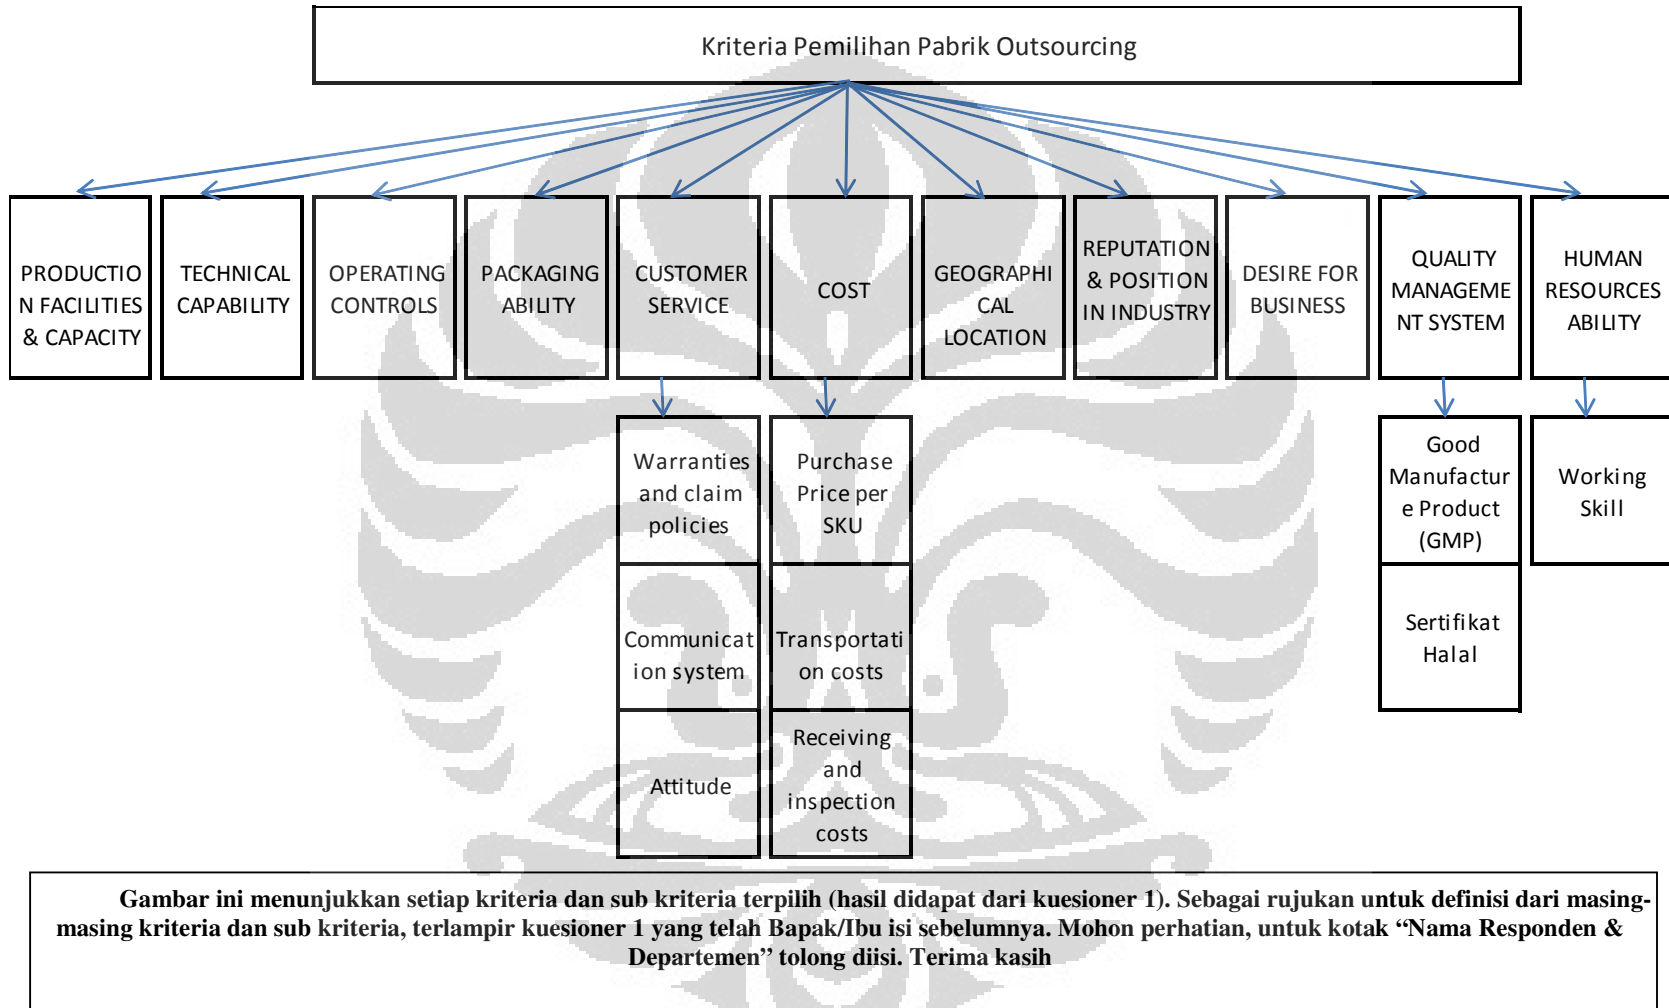 Kriteria Pemilihan Pabrik Outsourcing
PRODUCTIO
N FACILITIES
& CAPACITY
TECHNICAL
CAPABILITY
OPERATING
CONTROLS
PACKAGING
ABILITY
CUSTOMER
SERVICE
COST
GEOGRAPHI
CAL
LOCATION
REPUTATION
& POSITION
IN INDUSTRY
DESIRE FOR
BUSINESS
QUALITY
MANAGEME
NT SYSTEM
HUMAN
RESOURCES
ABILITY
Warranties
and claim
policies
Purchase
Price per
SKU
Good
Manufactur
e Product
(GMP)
Working
Skill
Communicat
ion system
Transportati
on costs
Sertifikat
Halal
Attitude
Receiving
and
inspection
costs
Gambar ini menunjukkan setiap kriteria dan sub kriteria terpilih (hasil didapat dari kuesioner 1). Sebagai rujukan untuk definisi dari masing-
masing kriteria dan sub kriteria, terlampir kuesioner 1 yang telah Bapak/Ibu isi sebelumnya. Mohon perhatian, untuk kotak “Nama Responden &
Departemen” tolong diisi. Terima kasih